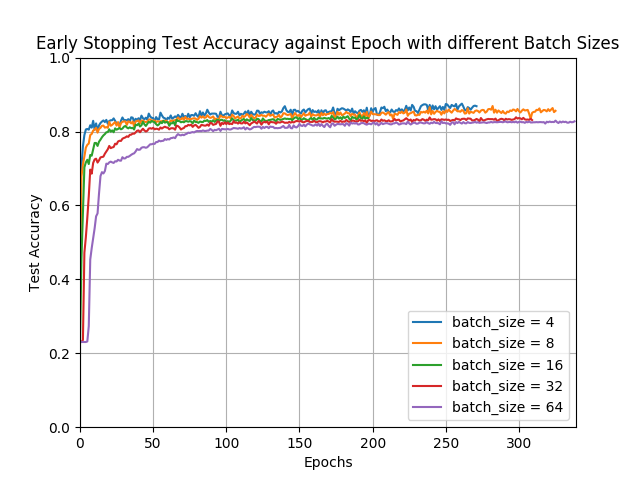 Early Stopping Test Accuracy against Epoch with different Batch Sizes
1.0
0.8
0.6
0.4
0.2
0.0
Test Accuracy
0 50 100 150 200 250 300
Epochs
batch_size = 4
batch_size = 8
batch_size = 16
batch_size = 32
batch_size = 64